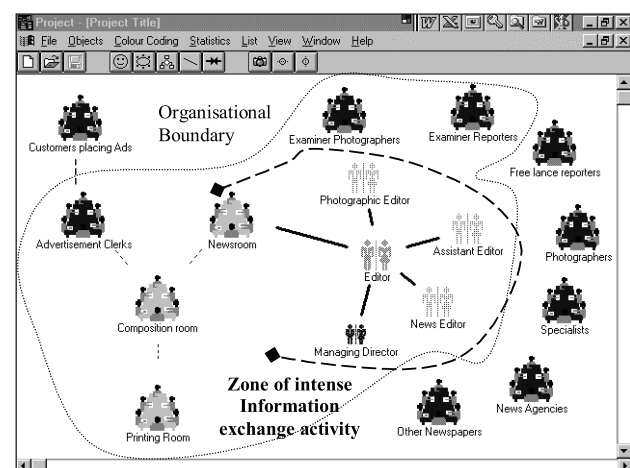 Project - [Project Title]
File Objects Colour Coding Statistics List View Window Help
Organisational
Boundary
Customers placing Ads
Examiner Photographers
Examiner Reporters
Free lance reporters
Photographic Editor
Advertisement Clerks
Newsroom
Assistant Editor
Photographers
Editor
Composition room
News Editor
Specialists
Managing Director
Zone of intense
Information
exchange activity
Printing Room
Other Newspapers
News Agencies